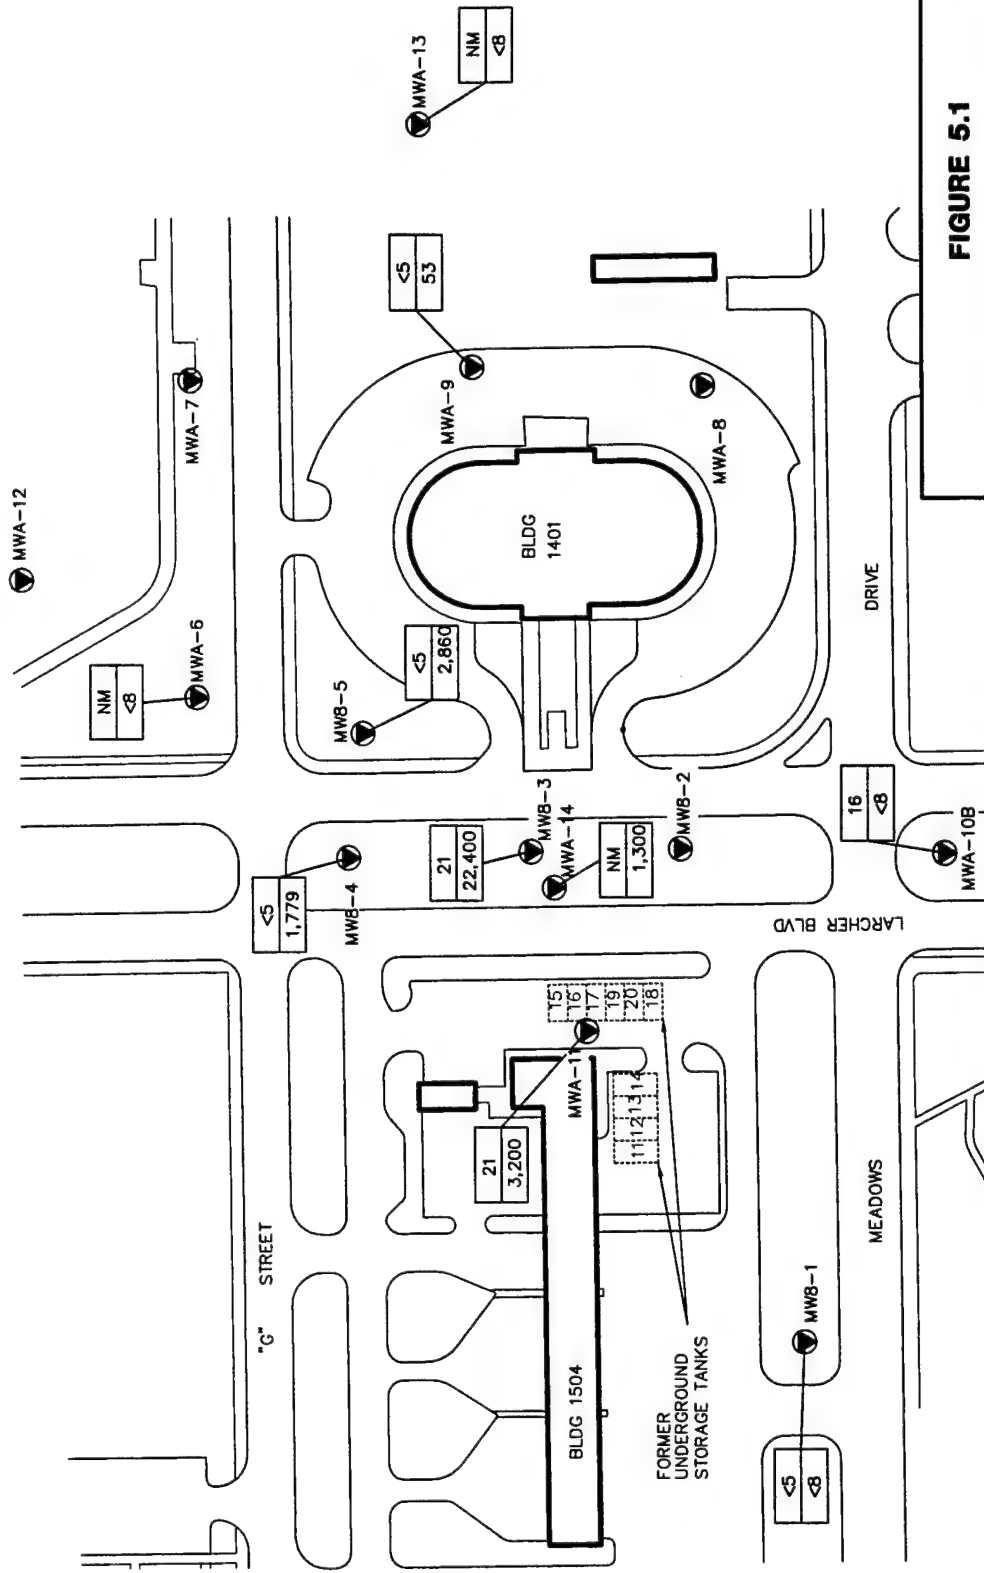 MWA-12
MWA-7
NM
<8
MWA-6
MWA-13
NM
<8
<5
53
MWA-9
MWA-8
BLDG
1401
<5
2,860
MW8-5
<5
1,779
MW8-4
21
22,400
MW8-3
MWA-14
NM
1,300
MW8-2
16
<8
MWA-10B
LARCHER BLVD
DRIVE
MEADOWS
"G" STREET
21
3,200
MWA-11
15
16
17
19
20
18
11
12
13
14
BLDG 1504
FORMER
UNDERGROUND
STORAGE TANKS
MW8-1
<5
<8
FIGURE 5.1